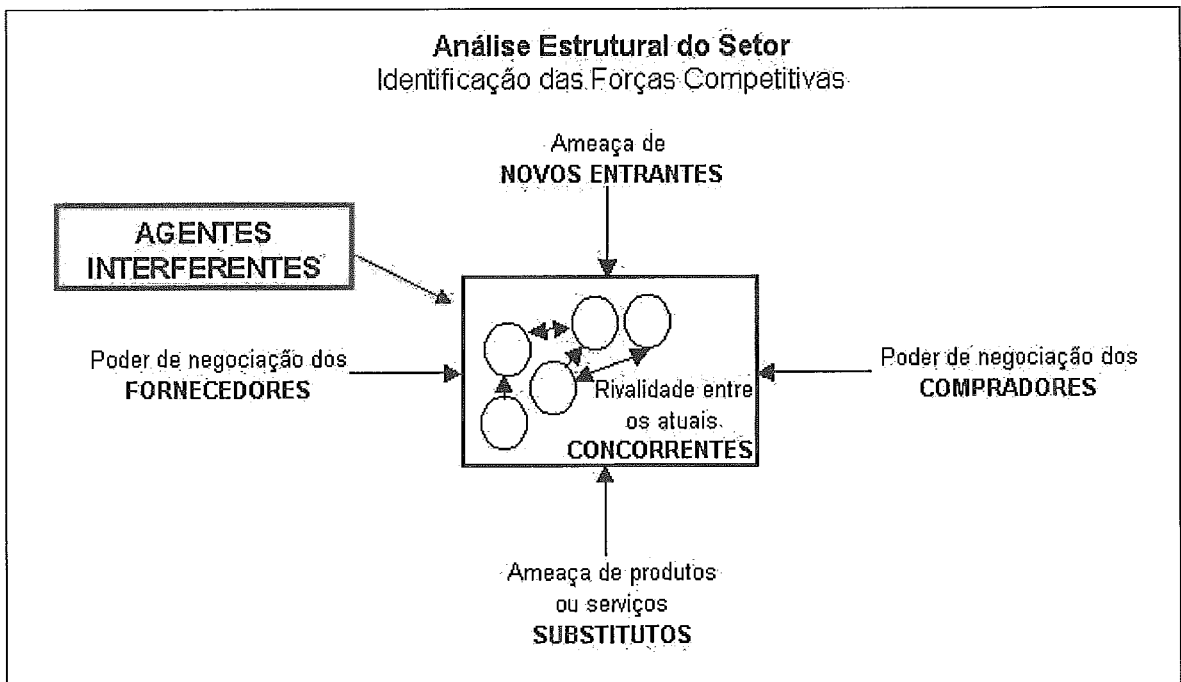 Análise Estrutural do Setor
Identificação das Forças Competitivas
Ameaça de
NOVOS ENTRANTES
AGENTES
INTERFERENTES
Poder de negociação dos
FORNECEDORES
Rivalidade entre
os atuais
CONCORRENTES
Poder de negociação dos
COMPRADORES
Ameaça de produtos
ou serviços
SUBSTITUTOS